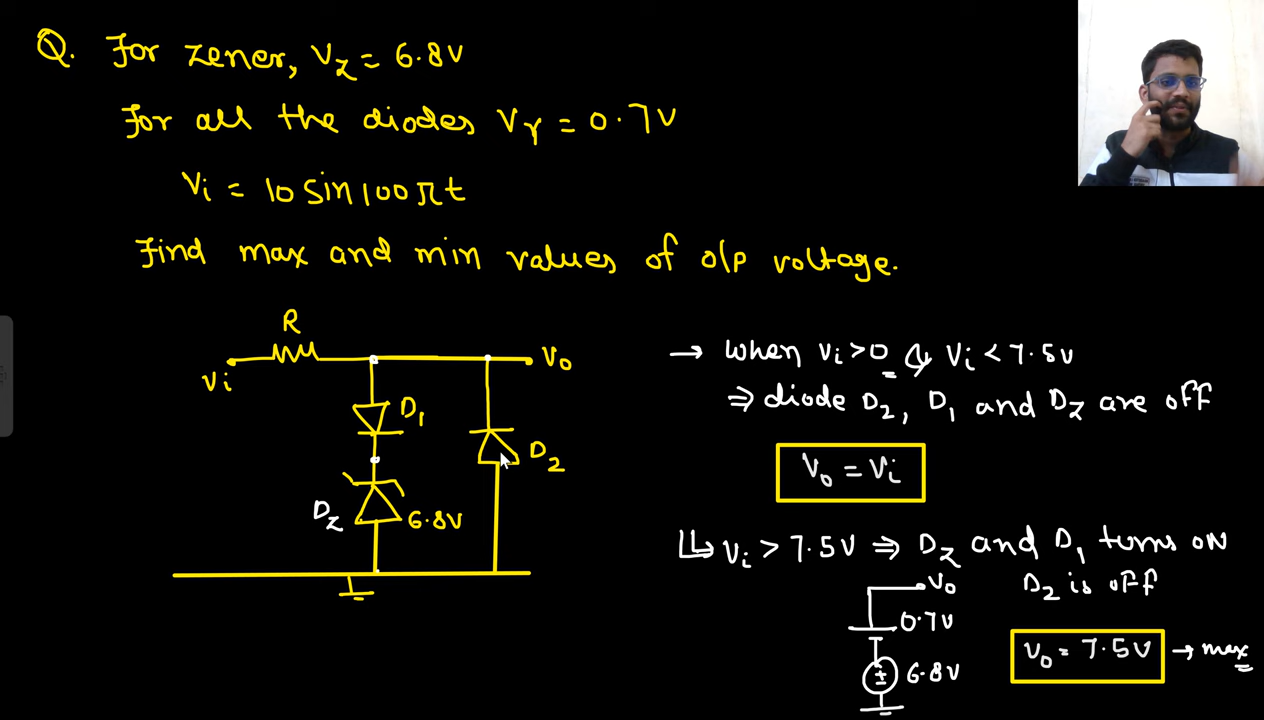 Q. For zener, Vz = 6.8V
For all the diodes Vγ = 0.7V
Vi = 10 sin 100πt
Find max and min values of o/p voltage.
R
Vi
Vo
D1
D2
Dz
6.8V
→ When Vi > 0 & Vi < 7.5V
⇒ diode D2, D1 and Dz are off
Vo = Vi
↳ Vi > 7.5V ⇒ Dz and D1 turns ON
D2 is off
Vo
0.7V
±
6.8V
Vo = 7.5V → max